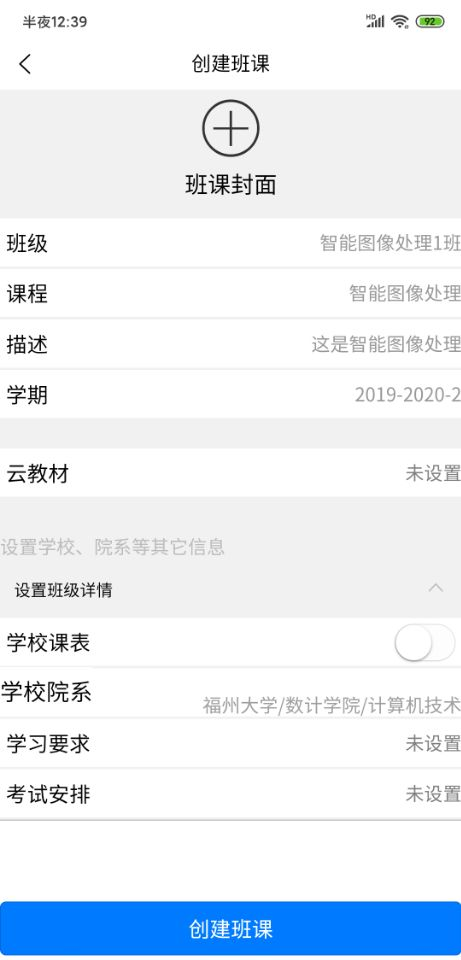 半夜12:39
HD
92
创建班课
班课封面
班级 智能图像处理1班
课程 智能图像处理
描述 这是智能图像处理
学期 2019-2020-2
云教材 未设置
设置学校、院系等其它信息
设置班级详情
学校课表
学校院系 福州大学/数计学院/计算机技术
学习要求 未设置
考试安排 未设置
创建班课